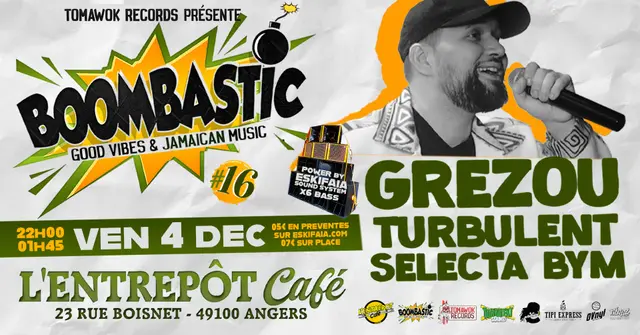 TOMAWOK RECORDS PRÉSENTE
BOOMBASTIC
GOOD VIBES & JAMAICAN MUSIC
#16
POWER BY
ESKIFAIA
SOUND SYSTEM
X6 BASS
GREZOU
TURBULENT
SELECTA BYM
22H00
01H45
VEN 4 DEC
05€ EN PREVENTES
SUR ESKIFAIA.COM
07€ SUR PLACE
L'ENTREPÔT Café
23 RUE BOISNET - 49100 ANGERS
BOOMBASTIC
TOMAWOK
RECORDS
TIPI EXPRESS